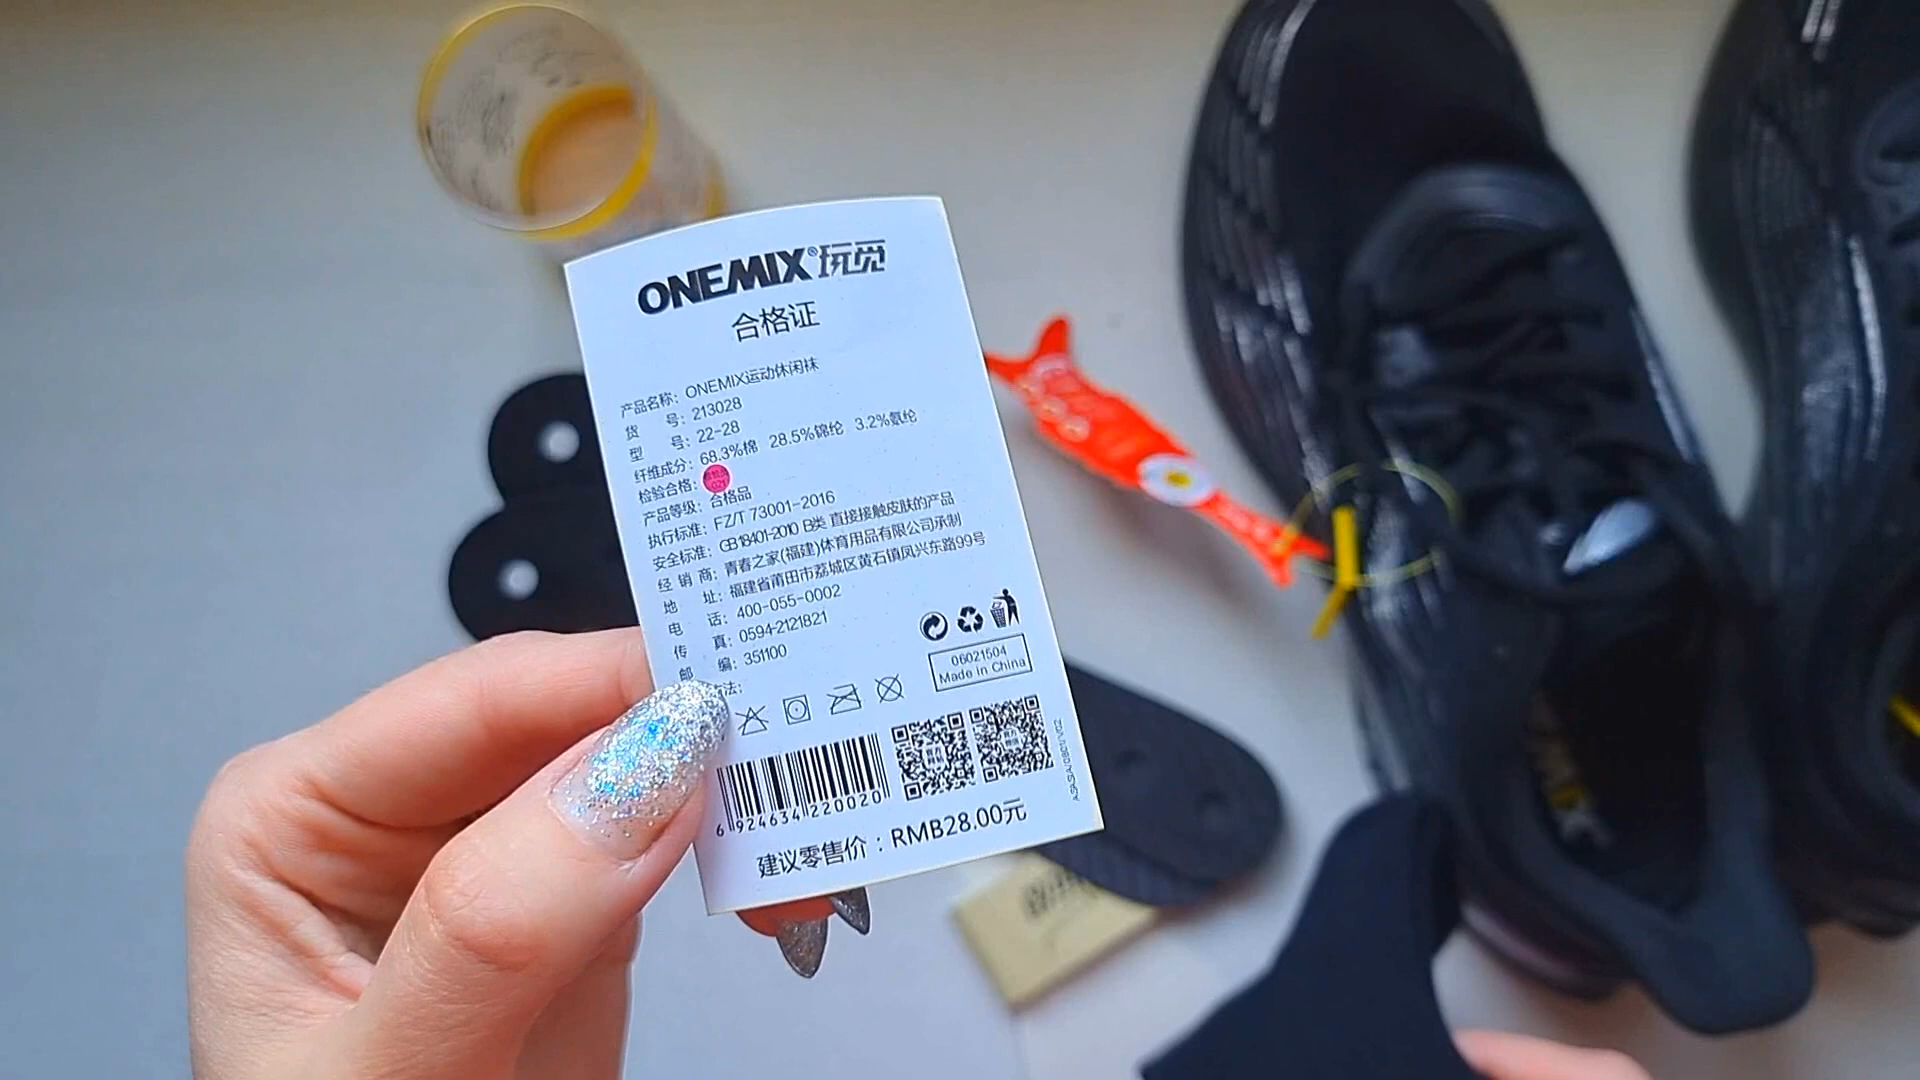 ONEMIX®玩觉
合格证
产品名称: ONEMIX运动休闲袜
货 号: 213028
型 号: 22-28
纤维成分: 68.3%棉 28.5%锦纶 3.2%氨纶
检验合格:
产品等级: 合格品
执行标准: FZ/T 73001-2016
安全标准: GB18401-2010 B类 直接接触皮肤的产品
经 销 商: 青春之家(福建)体育用品有限公司承制
地 址: 福建省莆田市荔城区黄石镇凤兴东路99号
电 话: 400-055-0002
传 真: 0594-2121821
邮 编: 351100
法:
06021504
Made in China
6 924634 220020
建议零售价：RMB28.00元